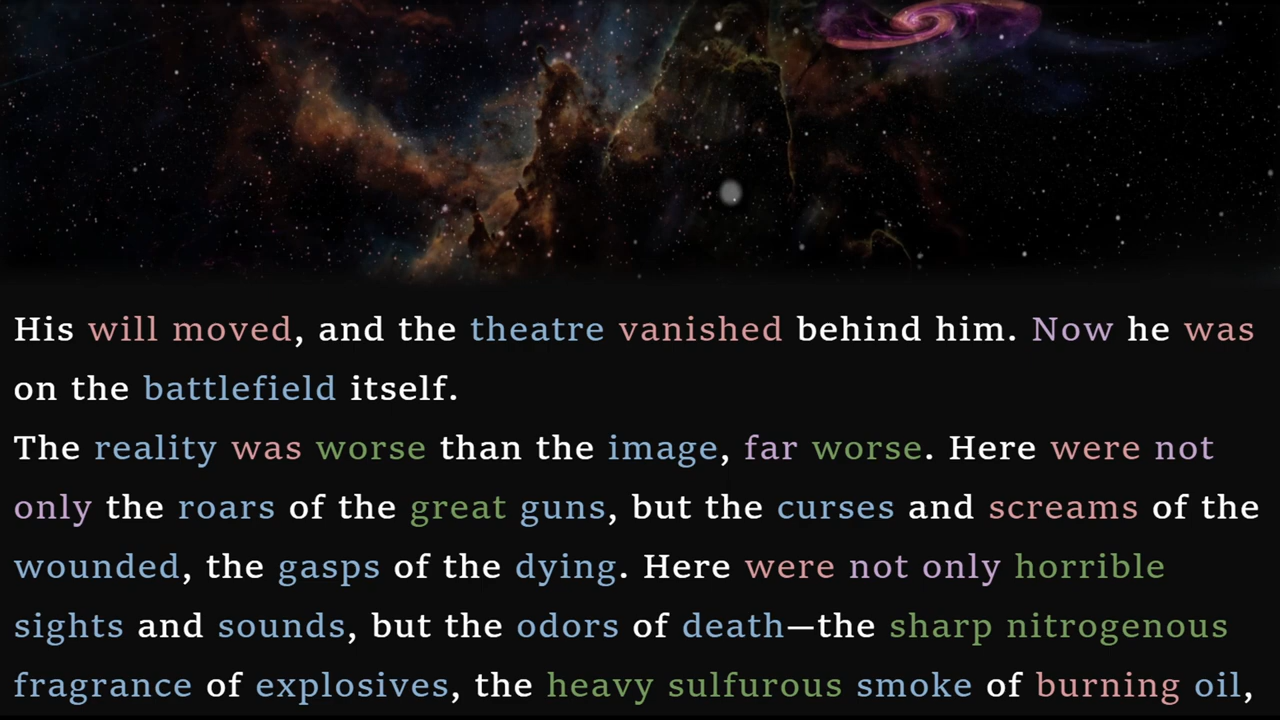 His will moved, and the theatre vanished behind him. Now he was
on the battlefield itself.
The reality was worse than the image, far worse. Here were not
only the roars of the great guns, but the curses and screams of the
wounded, the gasps of the dying. Here were not only horrible
sights and sounds, but the odors of death—the sharp nitrogenous
fragrance of explosives, the heavy sulfurous smoke of burning oil,